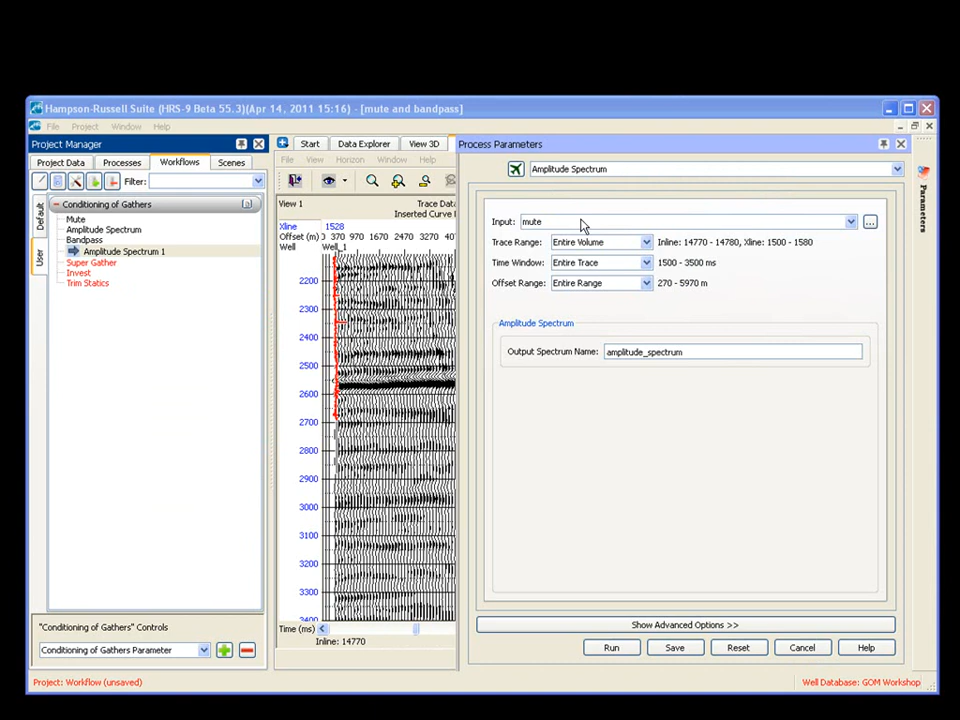 Hampson-Russell Suite (HRS-9 Beta 55.3)(Apr 14, 2011 15:16) - [mute and bandpass]
File Project Window Help
Project Manager
Project Data Processes Workflows Scenes
Filter:
Default
User
Conditioning of Gathers
Mute
Amplitude Spectrum
Bandpass
Amplitude Spectrum 1
Super Gather
Invest
Trim Statics
"Conditioning of Gathers" Controls
Conditioning of Gathers Parameter
Project: Workflow (unsaved)
Start Data Explorer View 3D
File View Horizon Window Help
View 1
Trace Data
Inserted Curve
Xline 1528
Offset (m) 370 970 1670 2470 3270
Well Well_1
2200
2300
2400
2500
2600
2700
2800
2900
3000
3100
3200
3300
3400
Time (ms)
Inline: 14770
Process Parameters
Amplitude Spectrum
Input: mute ...
Trace Range: Entire Volume Inline: 14770 - 14780, Xline: 1500 - 1580
Time Window: Entire Trace 1500 - 3500 ms
Offset Range: Entire Range 270 - 5970 m
Amplitude Spectrum
Output Spectrum Name: amplitude_spectrum
Show Advanced Options >>
Run Save Reset Cancel Help
Parameters
Well Database: GOM Workshop